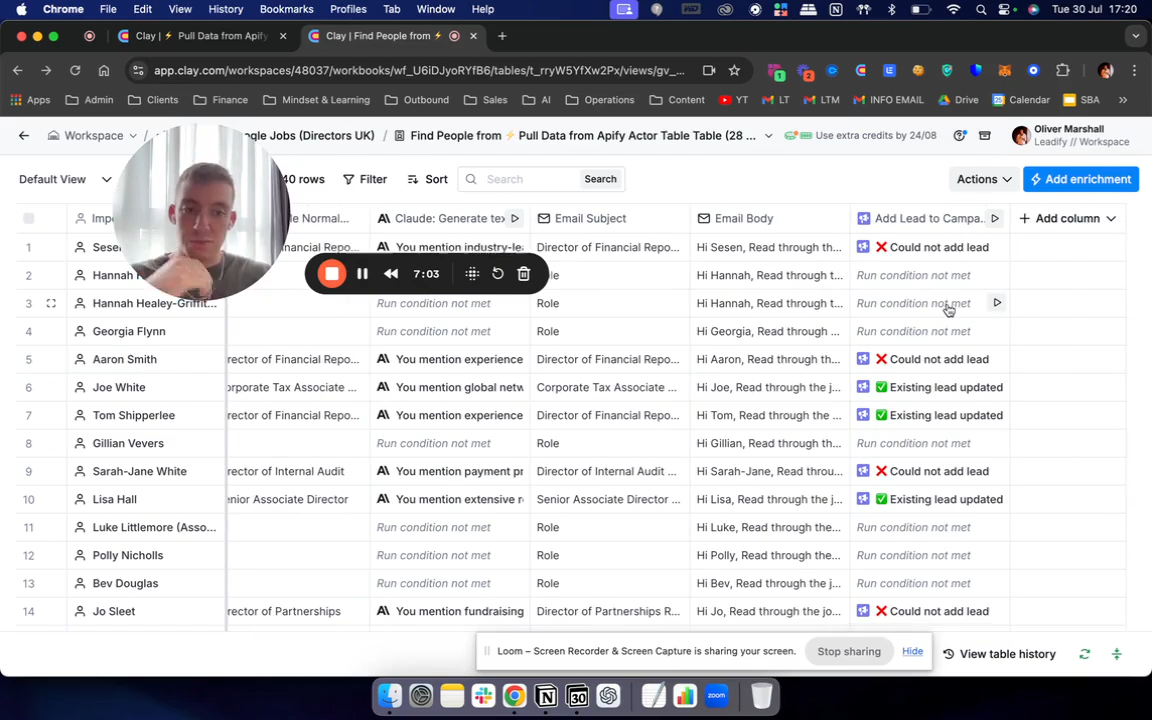 Chrome File Edit View History Bookmarks Profiles Tab Window Help Tue 30 Jul 17:20
Clay | ⚡ Pull Data from Apify Clay | Find People from ⚡
app.clay.com/workspaces/48037/workbooks/wf_U6iDJyoRYfB6/tables/t_rryW5YfXw2Px/views/gv_...
Apps Admin Clients Finance Mindset & Learning Outbound Sales AI Operations Content YT LT LTM INFO EMAIL Drive Calendar SBA »
Workspace / ogle Jobs (Directors UK) / Find People from ⚡ Pull Data from Apify Actor Table Table (28 ... Use extra credits by 24/08 Oliver Marshall
Leadify // Workspace
Default View 40 rows Filter Sort Search Search Actions Add enrichment
Impo le Normal... Claude: Generate tex Email Subject Email Body Add Lead to Campa... Add column
1 Sesen You mention industry-le Director of Financial Repo... Hi Sesen, Read through t... ❌ Could not add lead
2 Hannah H le Hi Hannah, Read through t... Run condition not met
7:03
3 Hannah Healey-Griffit... Run condition not met Role Hi Hannah, Read through t... Run condition not met
4 Georgia Flynn Run condition not met Role Hi Georgia, Read through ... Run condition not met
5 Aaron Smith irector of Financial Repo... You mention experience Director of Financial Repo... Hi Aaron, Read through t... ❌ Could not add lead
6 Joe White orporate Tax Associate ... You mention global netw Corporate Tax Associate ... Hi Joe, Read through the j... ✅ Existing lead updated
7 Tom Shipperlee irector of Financial Repo... You mention experience Director of Financial Repo... Hi Tom, Read through the ... ✅ Existing lead updated
8 Gillian Vevers Run condition not met Role Hi Gillian, Read through t... Run condition not met
9 Sarah-Jane White irector of Internal Audit You mention payment pr Director of Internal Audit ... Hi Sarah-Jane, Read throu... ❌ Could not add lead
10 Lisa Hall enior Associate Director You mention extensive r Senior Associate Director ... Hi Lisa, Read through the j... ✅ Existing lead updated
11 Luke Littlemore (Asso... Run condition not met Role Hi Luke, Read through the... Run condition not met
12 Polly Nicholls Run condition not met Role Hi Polly, Read through the... Run condition not met
13 Bev Douglas Run condition not met Role Hi Bev, Read through the j... Run condition not met
14 Jo Sleet irector of Partnerships You mention fundraising Director of Partnerships R... Hi Jo, Read through the jo... ❌ Could not add lead
Loom – Screen Recorder & Screen Capture is sharing your screen. Stop sharing Hide View table history
30